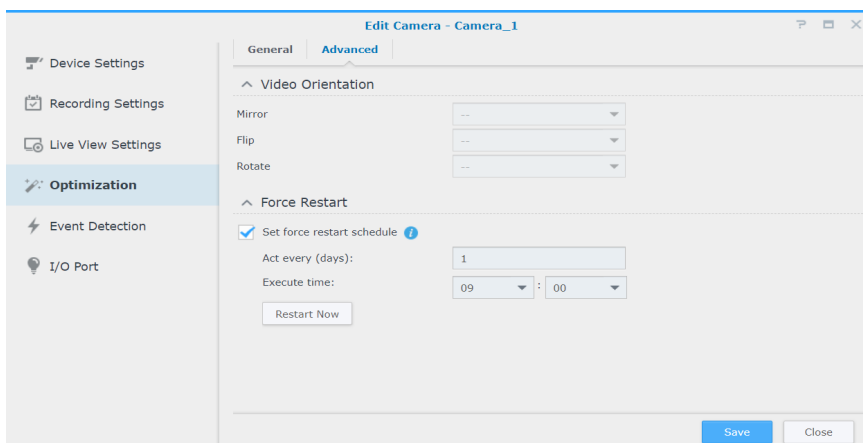 Edit Camera - Camera_1
Device Settings
Recording Settings
Live View Settings
Optimization
Event Detection
I/O Port
General Advanced
Video Orientation
Mirror --
Flip --
Rotate --
Force Restart
Set force restart schedule i
Act every (days): 1
Execute time: 09 : 00
Restart Now
Save Close